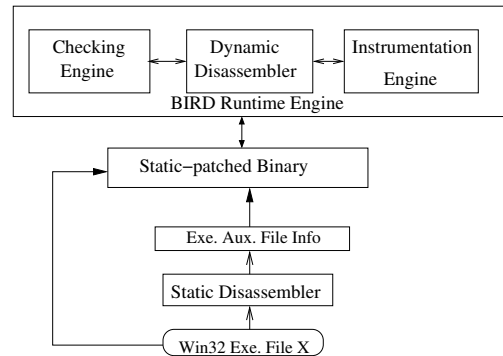 Checking
Engine
Dynamic
Disassembler
Instrumentation
Engine
BIRD Runtime Engine
Static-patched Binary
Exe. Aux. File Info
Static Disassembler
Win32 Exe. File X